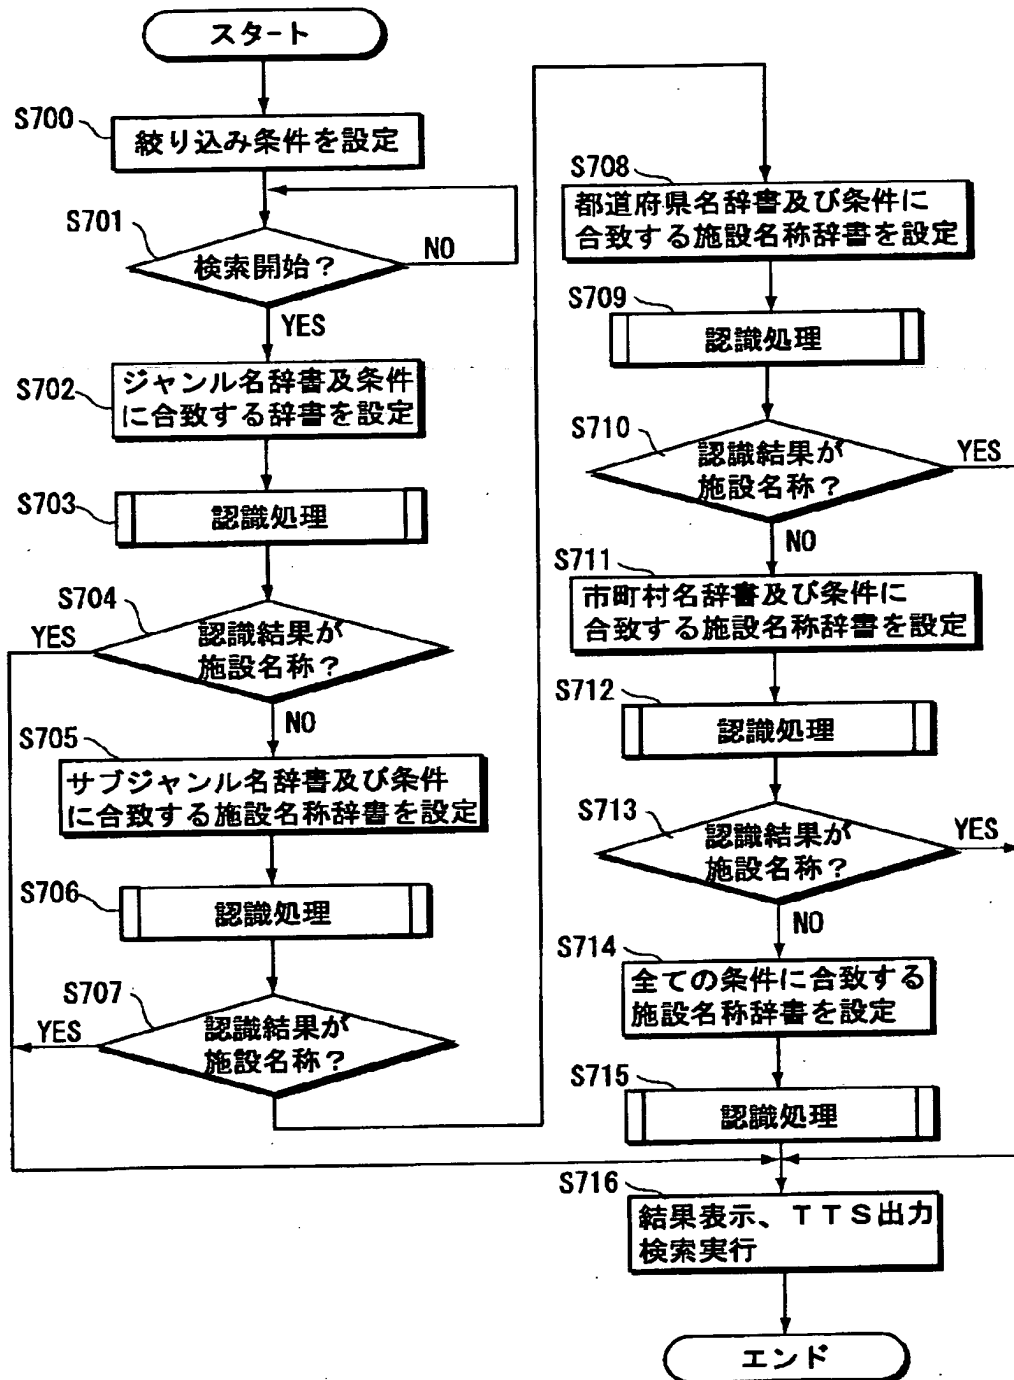 スタート
S700
絞り込み条件を設定
S701
検索開始？
NO
YES
S702
ジャンル名辞書及条件
に合致する辞書を設定
S703
認識処理
S704
認識結果が
施設名称？
YES
NO
S705
サブジャンル名辞書及び条件
に合致する施設名称辞書を設定
S706
認識処理
S707
認識結果が
施設名称？
YES
S708
都道府県名辞書及び条件に
合致する施設名称辞書を設定
S709
認識処理
S710
認識結果が
施設名称？
YES
NO
S711
市町村名辞書及び条件に
合致する施設名称辞書を設定
S712
認識処理
S713
認識結果が
施設名称？
YES
NO
S714
全ての条件に合致する
施設名称辞書を設定
S715
認識処理
S716
結果表示、ＴＴＳ出力
検索実行
エンド